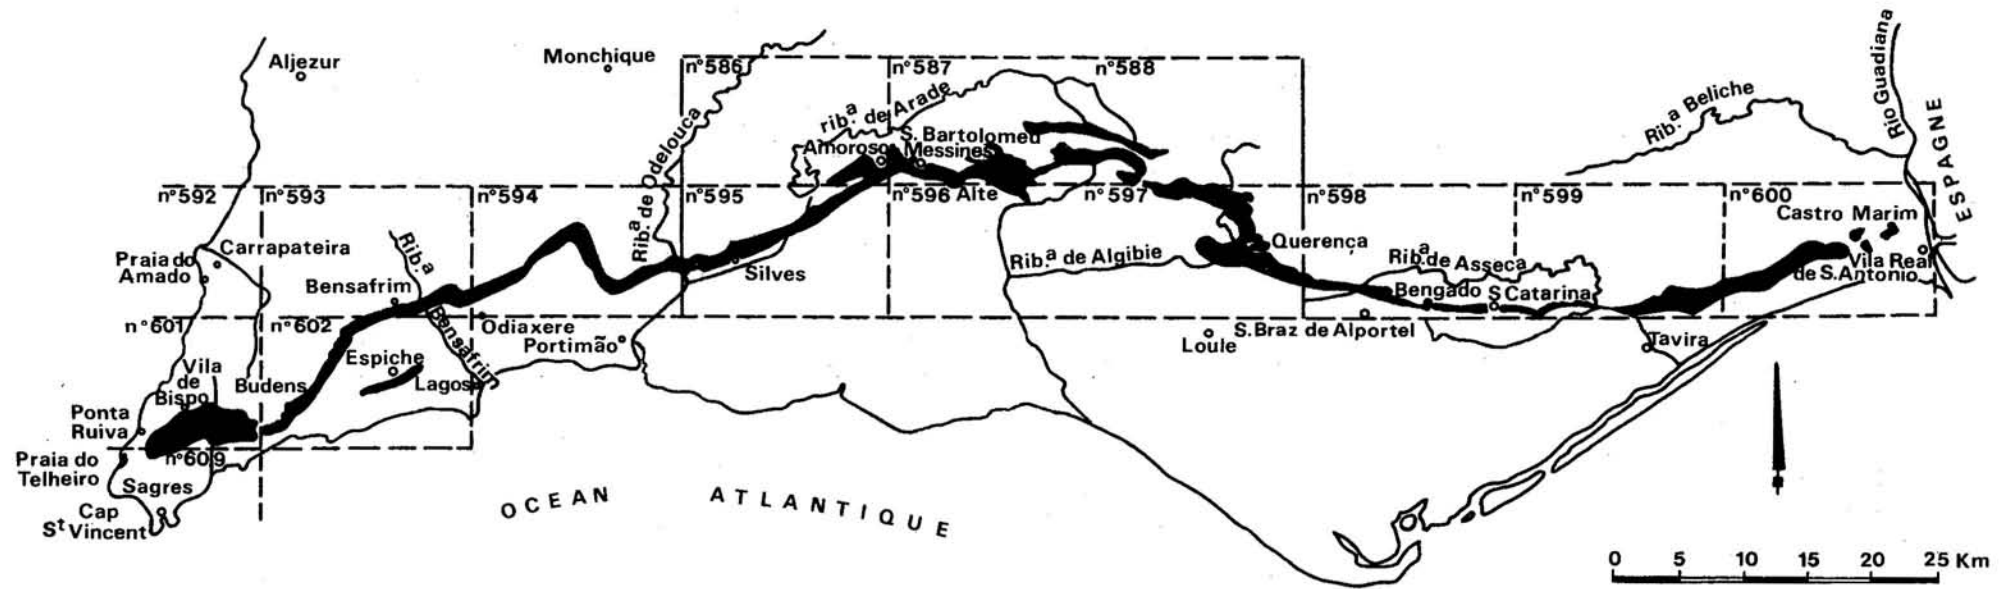 Aljezur
Monchique
n°586
n°587
n°588
Rio Guadiana
ESPAGNE
Rib.ª Beliche
rib.ª de Arade
Rib.ª de Odelouca
S. Bartolomeu
Messines
Amorosо
n°592
n°593
n°594
n°595
n°596 Alte
n°597
n°598
n°599
n°600
Castro Marim
Carrapateira
Praia do
Amado
Rib.ª
Bensafrim
Bensafrim
Silves
Rib.ª de Algibie
Querença
Rib.ª de Asseca
Bengado
S Catarina
Vila Real
de S. Antonio
n°601
n°602
Odiaxere
Portimão
Loule
S. Braz de Alportel
Tavira
Vila
de
Bispo
Budens
Espiche
Lagos
Ponta
Ruiva
Praia do
Telheiro
n°609
Sagres
Cap
St Vincent
OCEAN ATLANTIQUE
0 5 10 15 20 25 Km